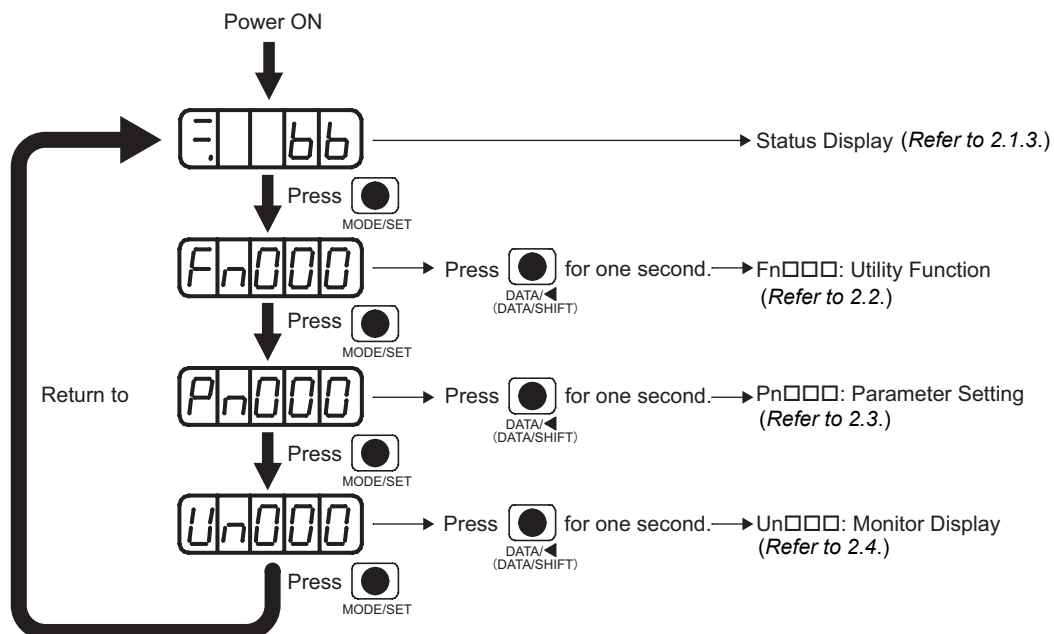 Power ON
bb
Status Display (Refer to 2.1.3.)
Press
MODE/SET
Fn000
Press
DATA/◀
(DATA/SHIFT)
for one second.
Fn□□□: Utility Function
(Refer to 2.2.)
Press
MODE/SET
Return to
Pn000
Press
DATA/◀
(DATA/SHIFT)
for one second.
Pn□□□: Parameter Setting
(Refer to 2.3.)
Press
MODE/SET
Un000
Press
DATA/◀
(DATA/SHIFT)
for one second.
Un□□□: Monitor Display
(Refer to 2.4.)
Press
MODE/SET